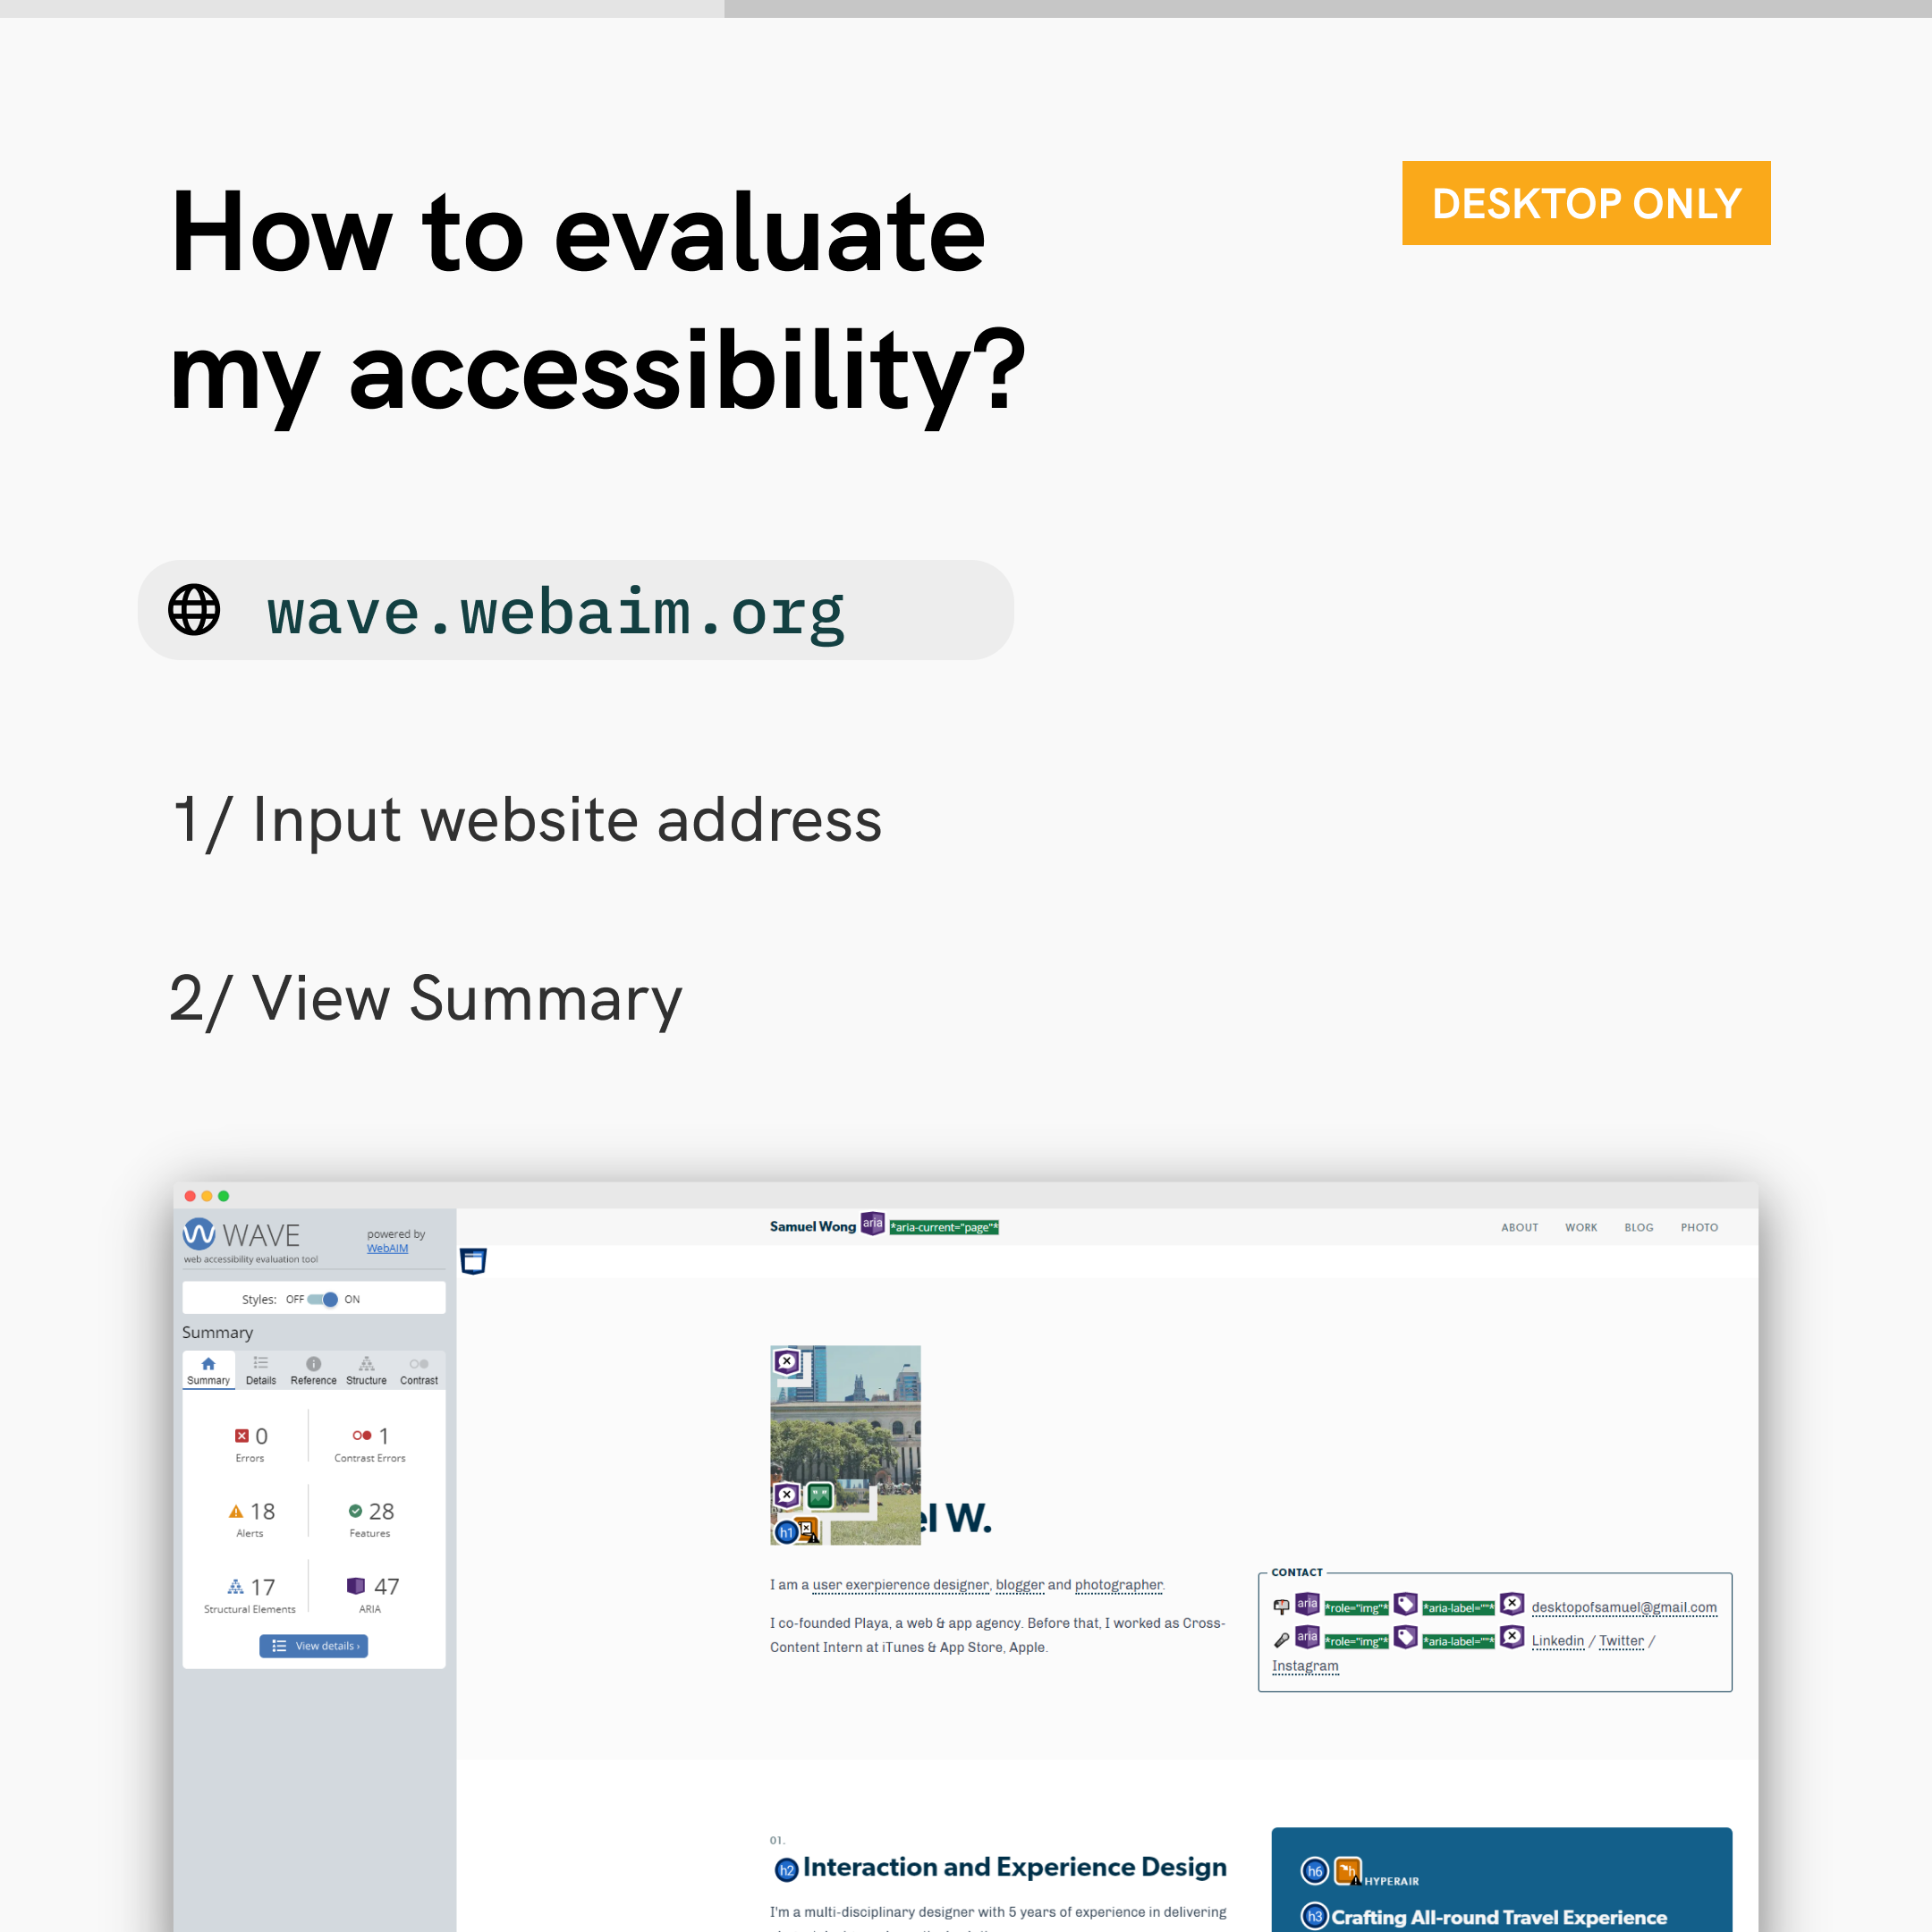 How to evaluate
my accessibility?
DESKTOP ONLY
wave.webaim.org
1/ Input website address
2/ View Summary
WAVE
web accessibility evaluation tool
powered by
WebAIM
Styles: OFF ON
Summary
Summary Details Reference Structure Contrast
0 1
Errors Contrast Errors
18 28
Alerts Features
17 47
Structural Elements ARIA
View details ›
Samuel Wong aria *aria-current="page"*
ABOUT WORK BLOG PHOTO
h1
el W.
I am a user exerpierence designer, blogger and photographer.
I co-founded Playa, a web & app agency. Before that, I worked as Cross-
Content Intern at iTunes & App Store, Apple.
CONTACT
aria *role="img"* *aria-label=""* desktopofsamuel@gmail.com
aria *role="img"* *aria-label=""* Linkedin / Twitter /
Instagram
01.
h2 Interaction and Experience Design
I'm a multi-disciplinary designer with 5 years of experience in delivering
h6 h HYPERAIR
h3 Crafting All-round Travel Experience